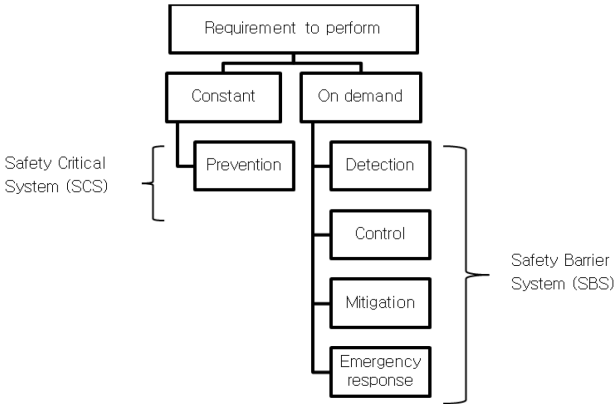 Requirement to perform
Constant
On demand
Safety Critical
System (SCS)
Prevention
Detection
Control
Mitigation
Emergency
response
Safety Barrier
System (SBS)